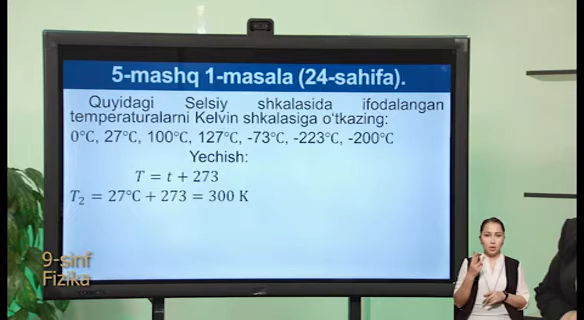 5-mashq 1-masala (24-sahifa).
Quyidagi Selsiy shkalasida ifodalangan
temperaturalarni Kelvin shkalasiga o‘tkazing:
0°C, 27°C, 100°C, 127°C, -73°C, -223°C, -200°C
Yechish:
T = t + 273
T₂ = 27°C + 273 = 300 K
9-sinf
Fizika